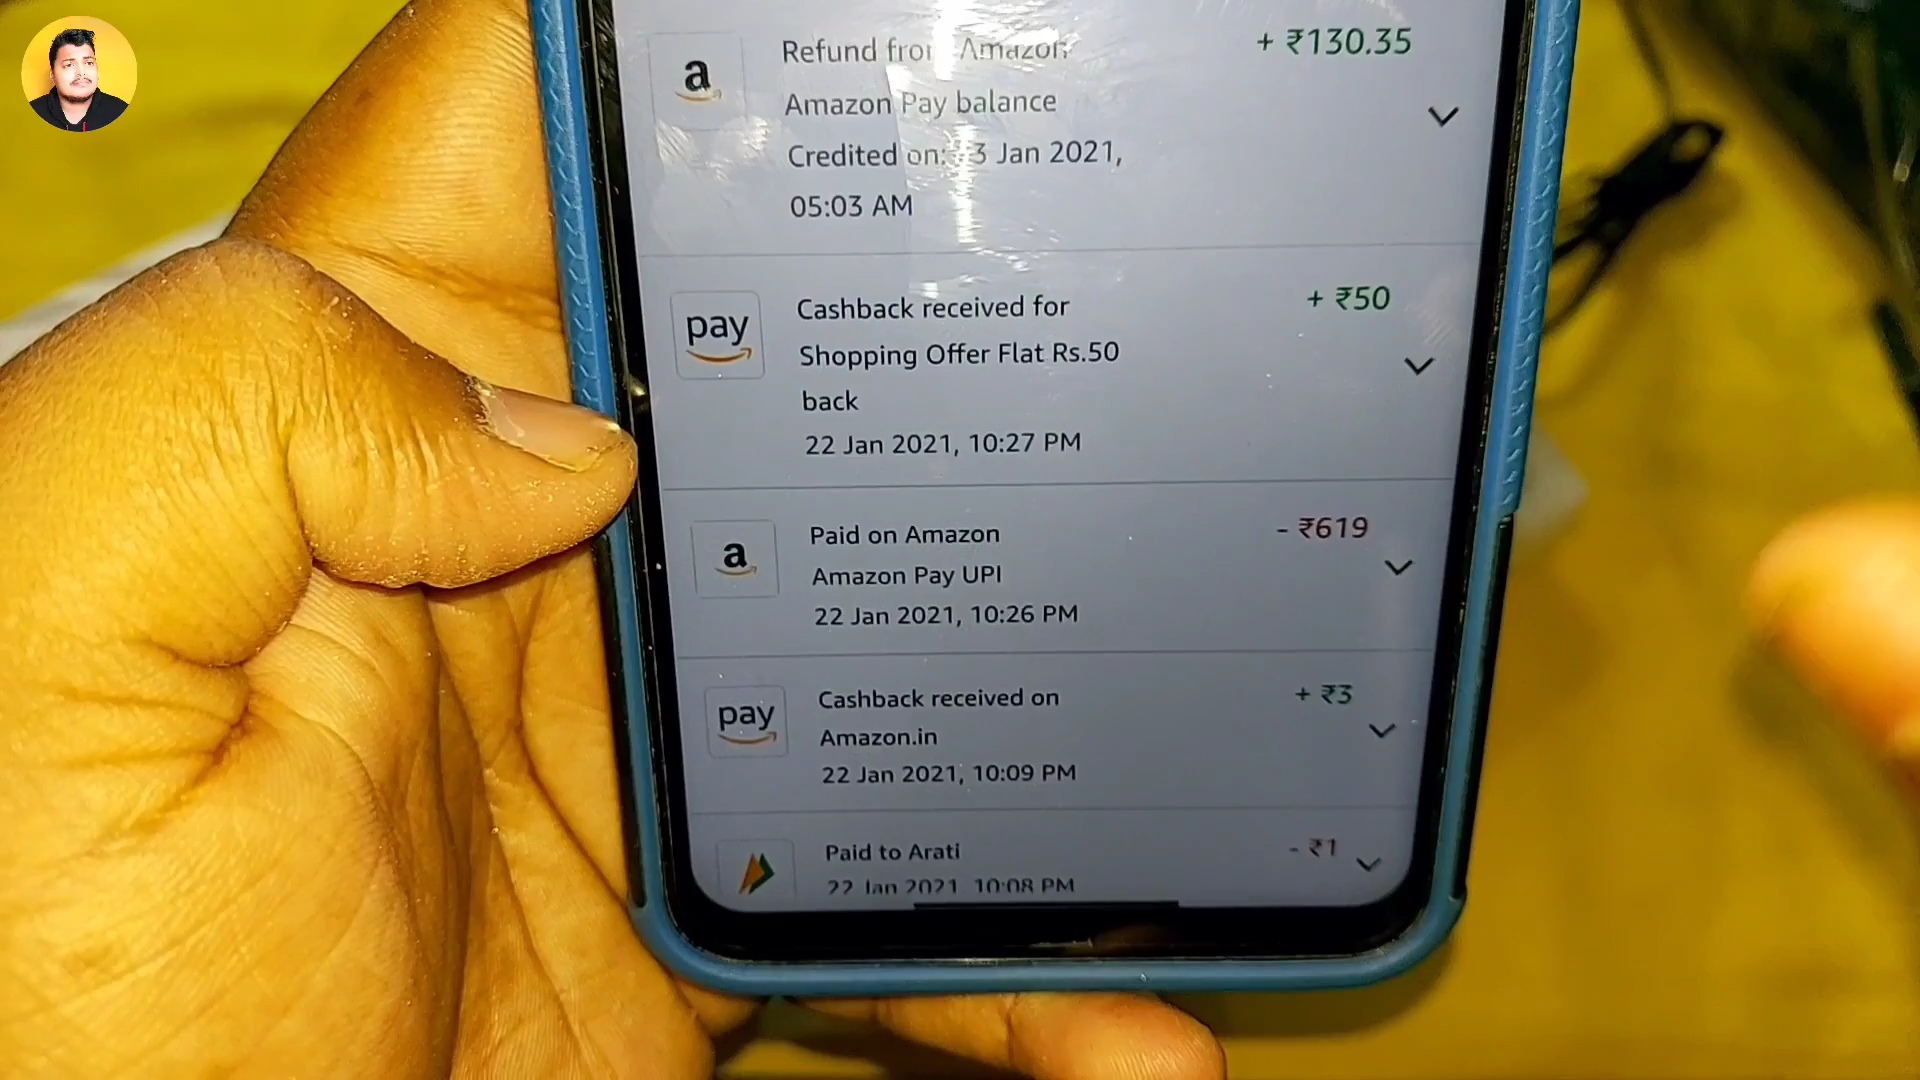 a
Refund from Amazon
+ ₹130.35
Amazon Pay balance
Credited on: 3 Jan 2021,
05:03 AM
pay
Cashback received for
+ ₹50
Shopping Offer Flat Rs.50
back
22 Jan 2021, 10:27 PM
a
Paid on Amazon
- ₹619
Amazon Pay UPI
22 Jan 2021, 10:26 PM
pay
Cashback received on
+ ₹3
Amazon.in
22 Jan 2021, 10:09 PM
Paid to Arati
- ₹1
22 Jan 2021, 10:08 PM